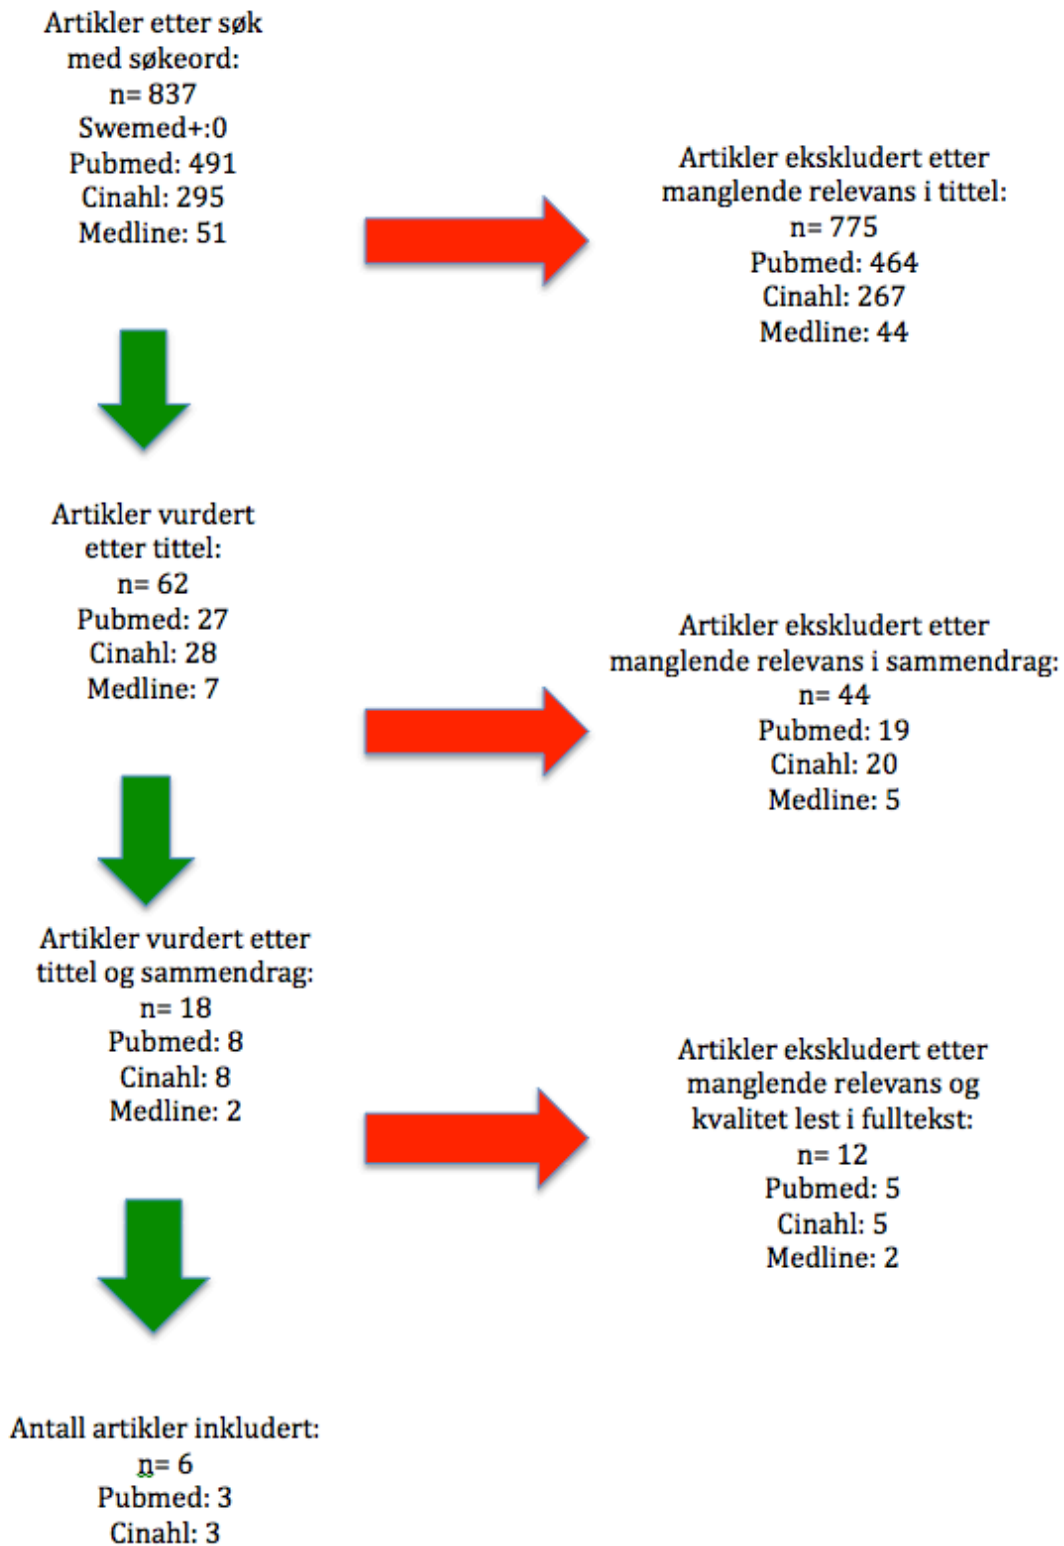 Artikler etter søk
med søkeord:
n= 837
Swemed+:0
Pubmed: 491
Cinahl: 295
Medline: 51
Artikler ekskludert etter
manglende relevans i tittel:
n= 775
Pubmed: 464
Cinahl: 267
Medline: 44
Artikler vurdert
etter tittel:
n= 62
Pubmed: 27
Cinahl: 28
Medline: 7
Artikler ekskludert etter
manglende relevans i sammendrag:
n= 44
Pubmed: 19
Cinahl: 20
Medline: 5
Artikler vurdert etter
tittel og sammendrag:
n= 18
Pubmed: 8
Cinahl: 8
Medline: 2
Artikler ekskludert etter
manglende relevans og
kvalitet lest i fulltekst:
n= 12
Pubmed: 5
Cinahl: 5
Medline: 2
Antall artikler inkludert:
n= 6
Pubmed: 3
Cinahl: 3